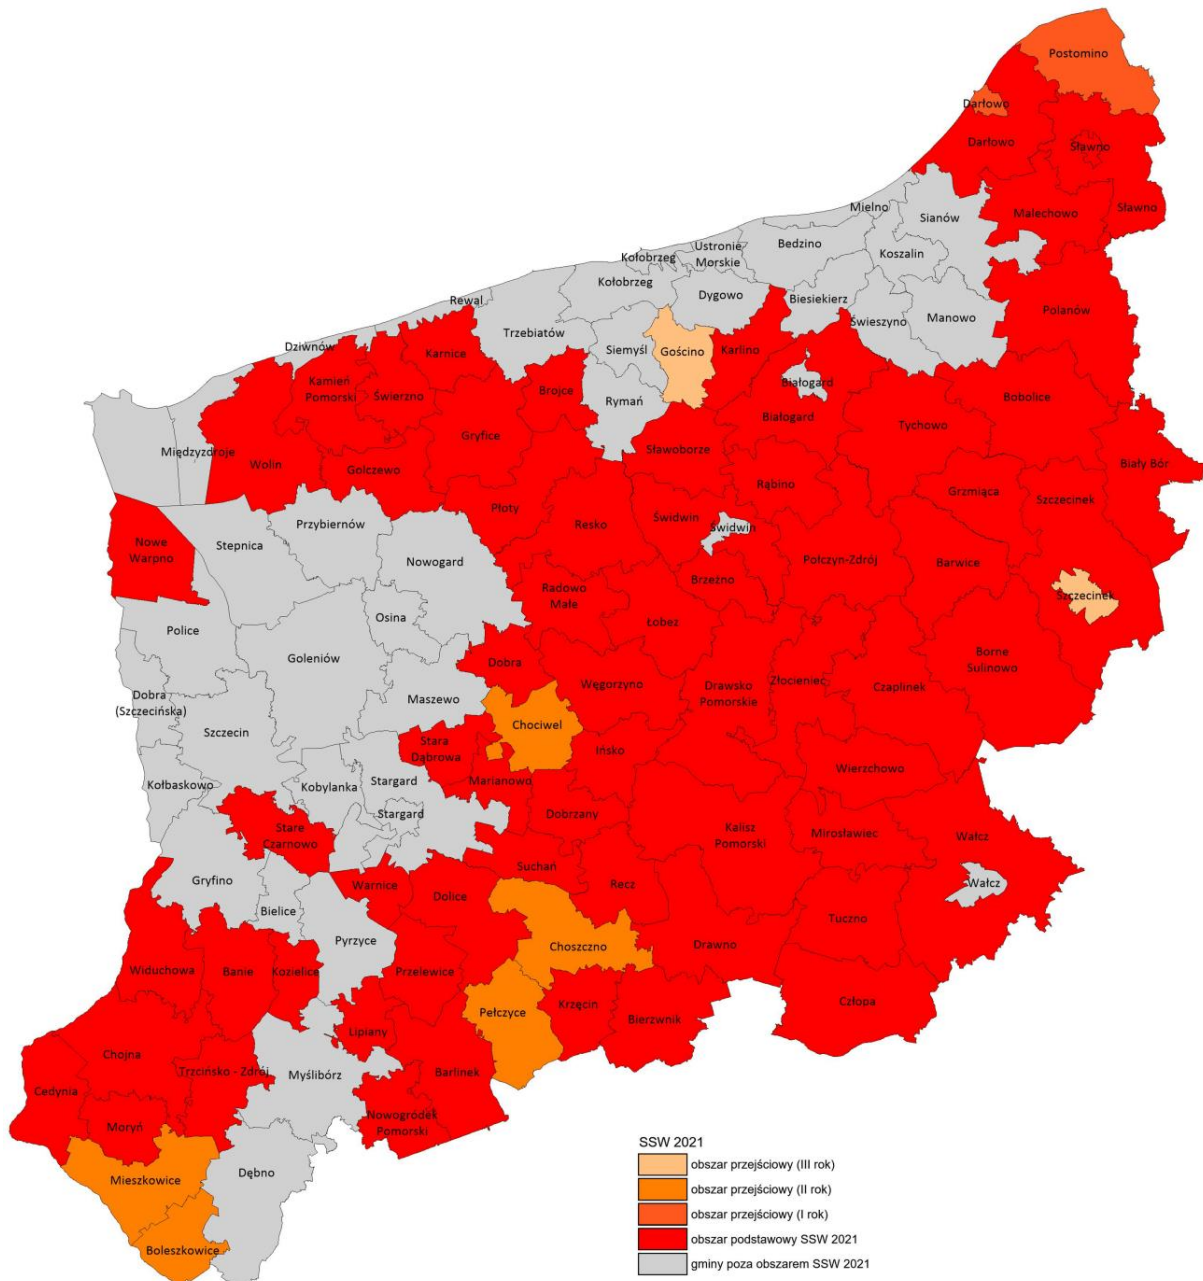 Postomino
Darłowo
Darłowo
Sławno
Malechowo
Sławno
Mielno
Sianów
Ustronie
Morskie
Bedzino
Koszalin
Kołobrzeg
Kołobrzeg
Dygowo
Biesiekierz
Świeszyno
Manowo
Polanów
Rewal
Trzebiatów
Siemyśl
Gościno
Karlino
Dziwnów
Karnice
Kamień
Pomorski
Świerzno
Brojce
Rymań
Białogard
Białogard
Tychowo
Bobolice
Międzyzdroje
Wolin
Golczewo
Gryfice
Sławoborze
Rąbino
Grzmiąca
Szczecinek
Biały Bór
Płoty
Resko
Świdwin
Świdwin
Przybiernów
Nowe
Warpno
Stepnica
Nowogard
Brzeżno
Połczyn-Zdrój
Barwice
Szczecinek
Radowo
Małe
Osina
Łobez
Police
Goleniów
Dobra
Węgorzyno
Drawsko
Pomorskie
Złocieniec
Czaplinek
Borne
Sulinowo
Maszewo
Dobra
(Szczecińska)
Szczecin
Chociwel
Stara
Dąbrowa
Ińsko
Kołbaskowo
Kobylanka
Stargard
Marianowo
Wierzchowo
Stargard
Dobrzany
Stare
Czarnowo
Kalisz
Pomorski
Mirosławiec
Wałcz
Suchań
Gryfino
Bielice
Warnice
Dolice
Recz
Wałcz
Pyrzyce
Choszczno
Drawno
Tuczno
Widuchowa
Banie
Kozielice
Przelewice
Człopa
Pełczyce
Krzęcin
Bierzwnik
Lipiany
Chojna
Trzcińsko - Zdrój
Myślibórz
Barlinek
Cedynia
Moryń
Nowogródek
Pomorski
Mieszkowice
Dębno
Boleszkowice
SSW 2021
obszar przejściowy (III rok)
obszar przejściowy (II rok)
obszar przejściowy (I rok)
obszar podstawowy SSW 2021
gminy poza obszarem SSW 2021